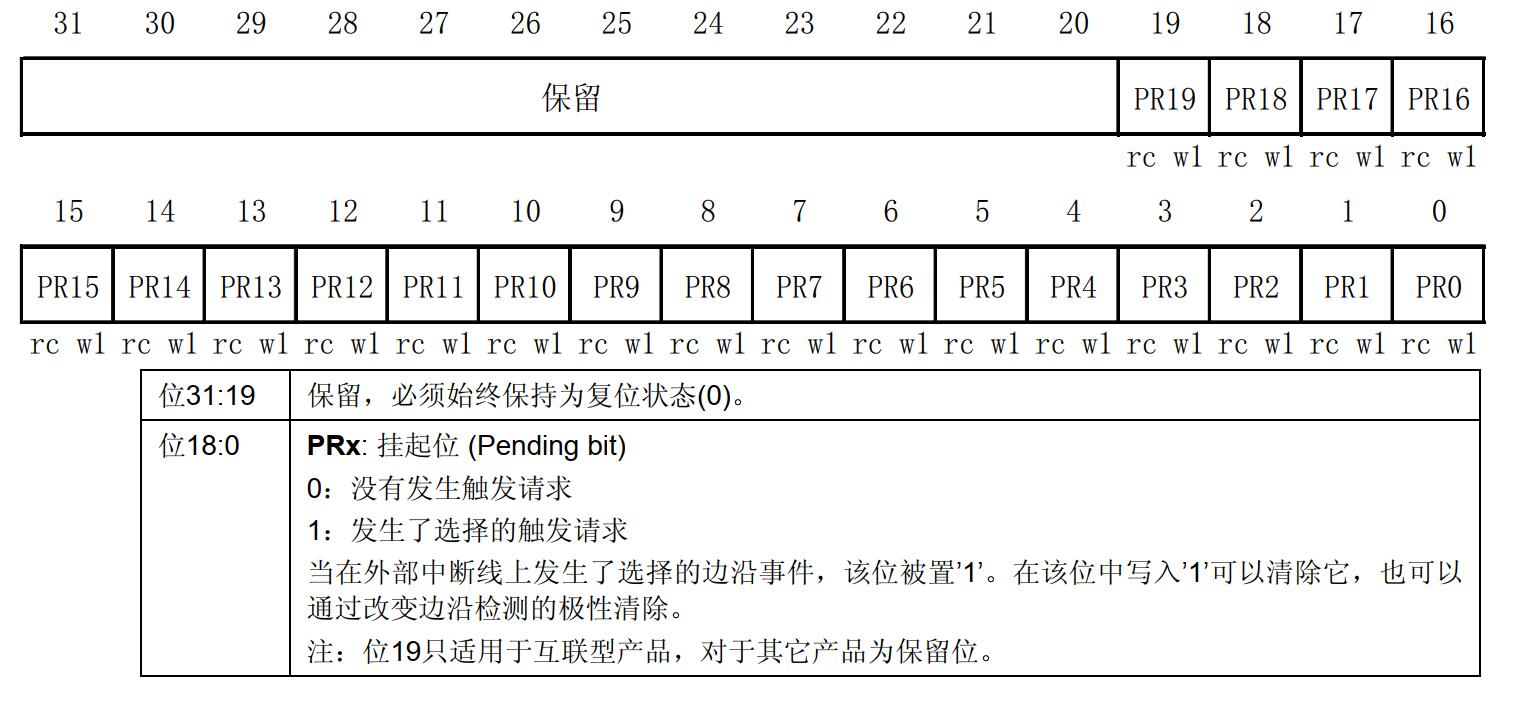 31 30 29 28 27 26 25 24 23 22 21 20 19 18 17 16
保留 PR19 PR18 PR17 PR16
rc w1 rc w1 rc w1 rc w1
15 14 13 12 11 10 9 8 7 6 5 4 3 2 1 0
PR15 PR14 PR13 PR12 PR11 PR10 PR9 PR8 PR7 PR6 PR5 PR4 PR3 PR2 PR1 PR0
rc w1 rc w1 rc w1 rc w1 rc w1 rc w1 rc w1 rc w1 rc w1 rc w1 rc w1 rc w1 rc w1 rc w1 rc w1 rc w1
位31:19 保留，必须始终保持为复位状态(0)。
位18:0 PRx: 挂起位 (Pending bit)
0：没有发生触发请求
1：发生了选择的触发请求
当在外部中断线上发生了选择的边沿事件，该位被置’1’。在该位中写入’1’可以清除它，也可以
通过改变边沿检测的极性清除。
注：位19只适用于互联型产品，对于其它产品为保留位。